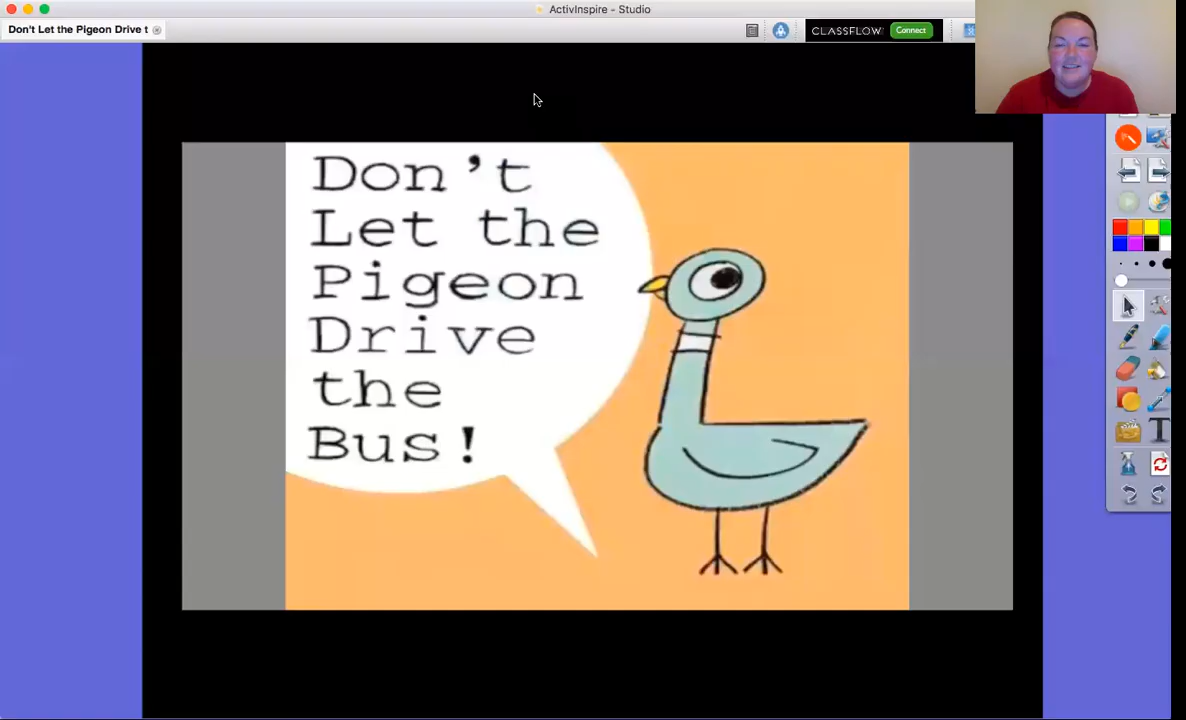 ActivInspire - Studio
Don't Let the Pigeon Drive t
CLASSFLOW Connect
Don't
Let the
Pigeon
Drive
the
Bus!
T